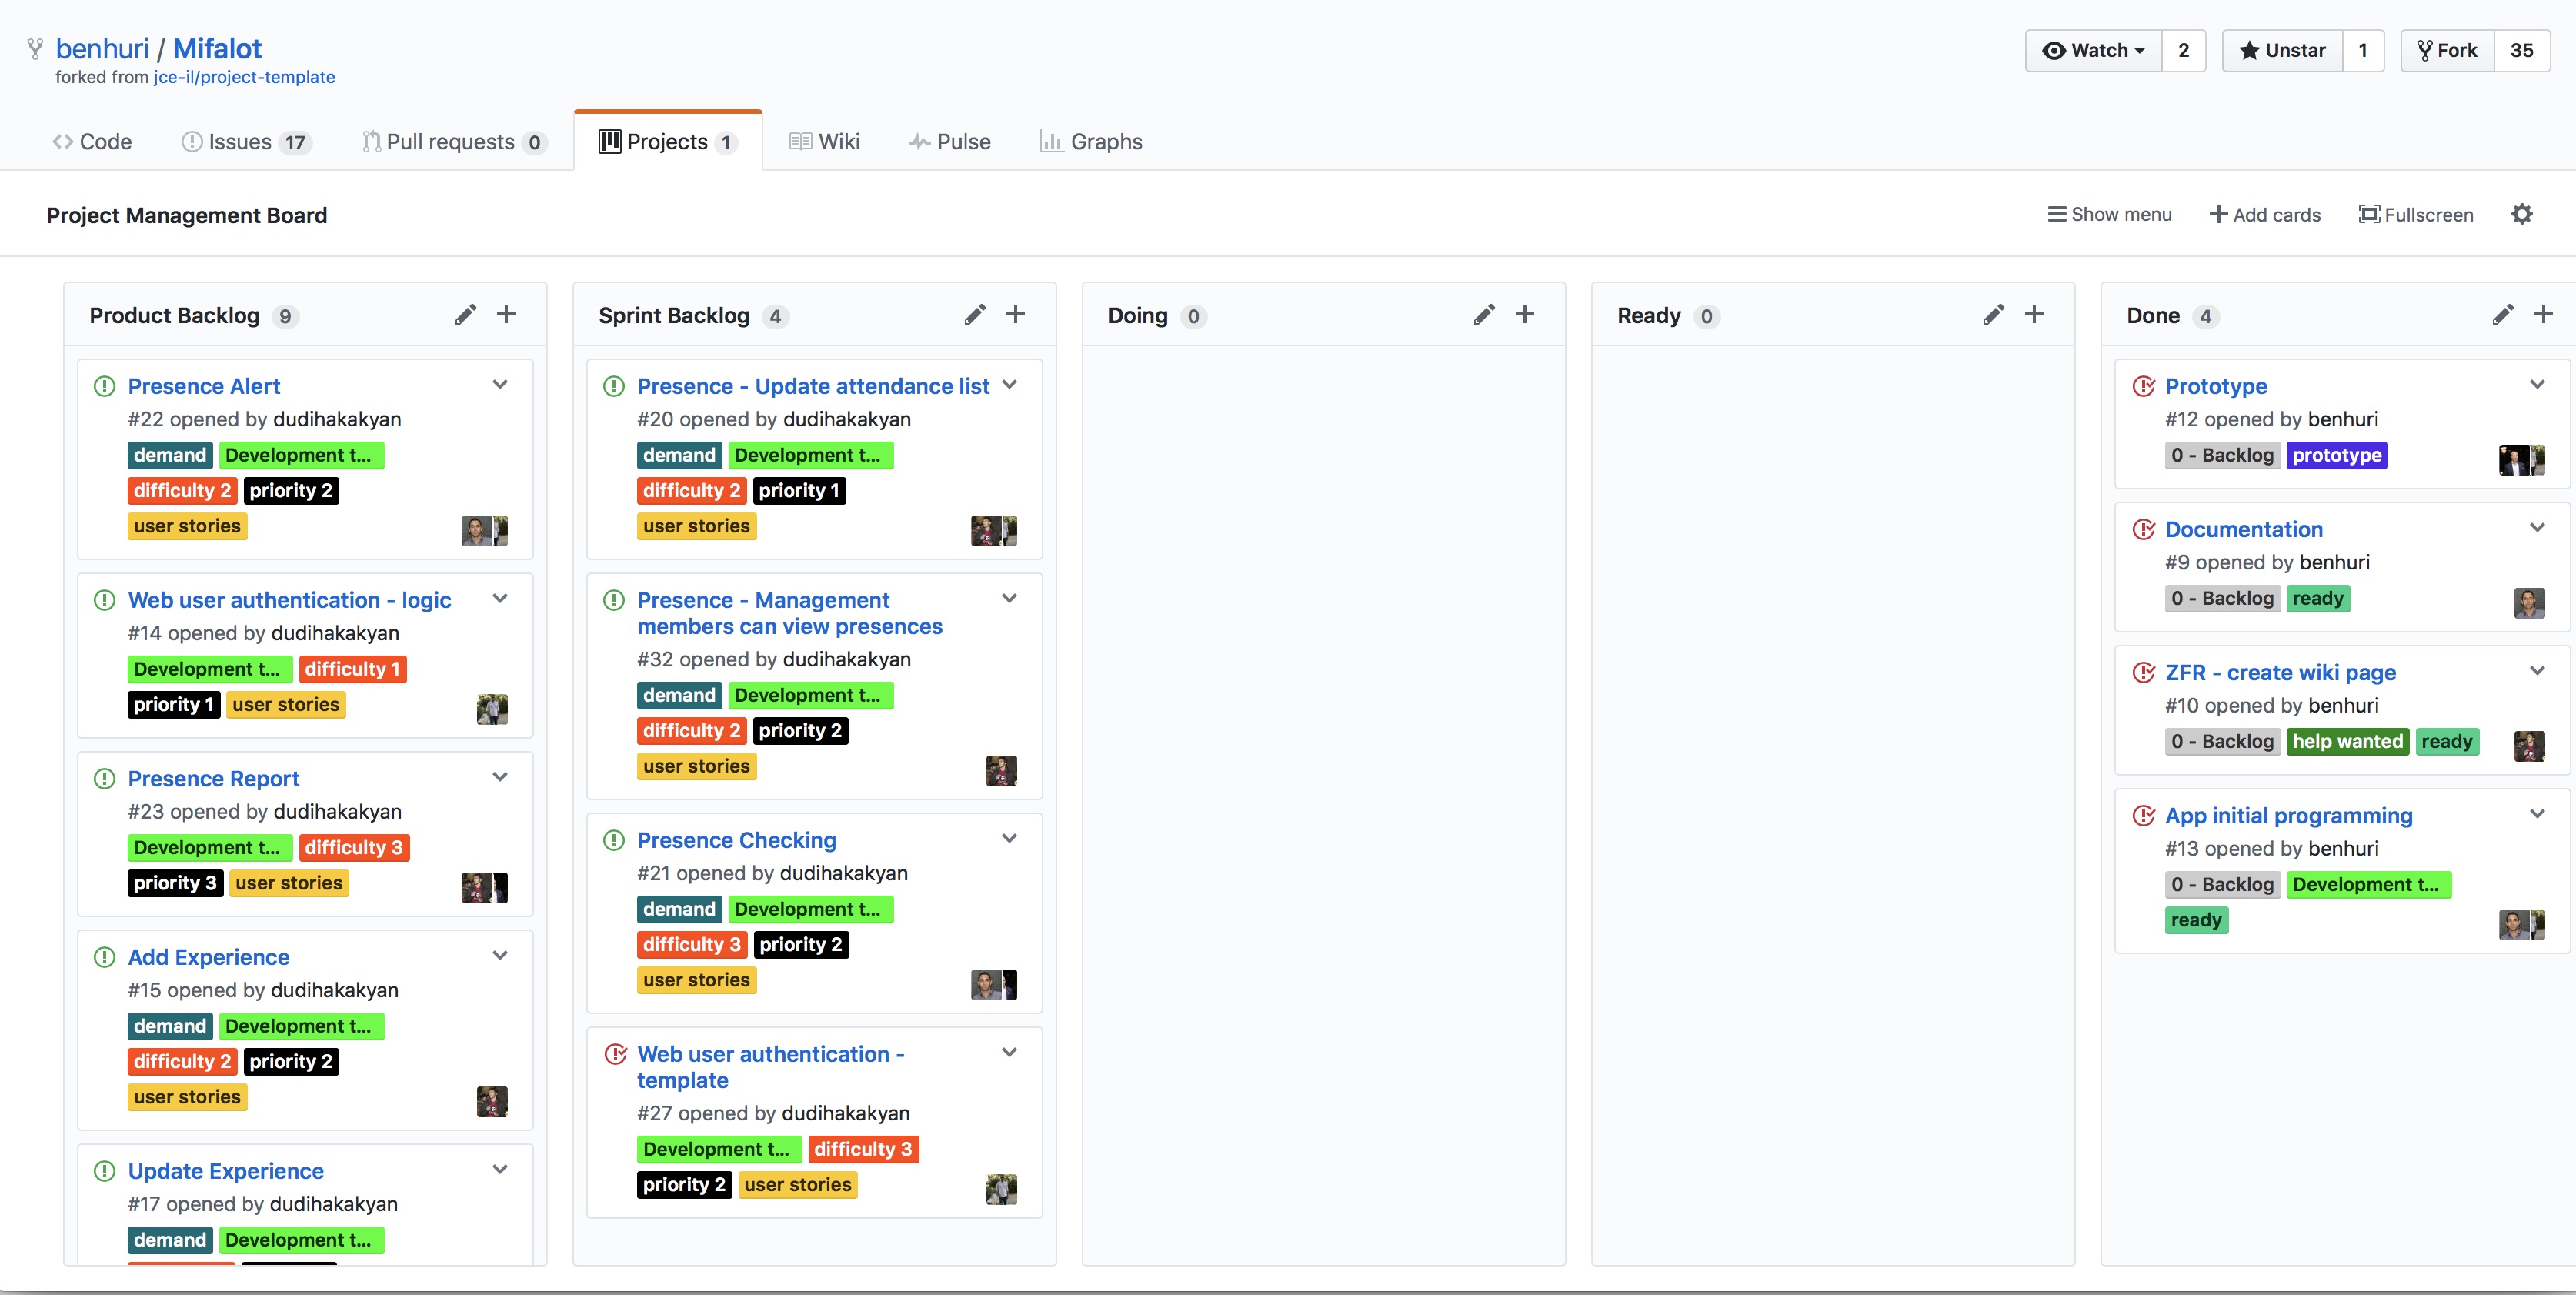 benhuri / Mifalot
forked from jce-il/project-template
Watch 2
Unstar 1
Fork 35
Code
Issues 17
Pull requests 0
Projects 1
Wiki
Pulse
Graphs
Project Management Board
Show menu
Add cards
Fullscreen
Product Backlog 9
Presence Alert
#22 opened by dudihakakyan
demand Development t...
difficulty 2 priority 2
user stories
Web user authentication - logic
#14 opened by dudihakakyan
Development t... difficulty 1
priority 1 user stories
Presence Report
#23 opened by dudihakakyan
Development t... difficulty 3
priority 3 user stories
Add Experience
#15 opened by dudihakakyan
demand Development t...
difficulty 2 priority 2
user stories
Update Experience
#17 opened by dudihakakyan
demand Development t...
Sprint Backlog 4
Presence - Update attendance list
#20 opened by dudihakakyan
demand Development t...
difficulty 2 priority 1
user stories
Presence - Management
members can view presences
#32 opened by dudihakakyan
demand Development t...
difficulty 2 priority 2
user stories
Presence Checking
#21 opened by dudihakakyan
demand Development t...
difficulty 3 priority 2
user stories
Web user authentication -
template
#27 opened by dudihakakyan
Development t... difficulty 3
priority 2 user stories
Doing 0
Ready 0
Done 4
Prototype
#12 opened by benhuri
0 - Backlog prototype
Documentation
#9 opened by benhuri
0 - Backlog ready
ZFR - create wiki page
#10 opened by benhuri
0 - Backlog help wanted ready
App initial programming
#13 opened by benhuri
0 - Backlog Development t...
ready